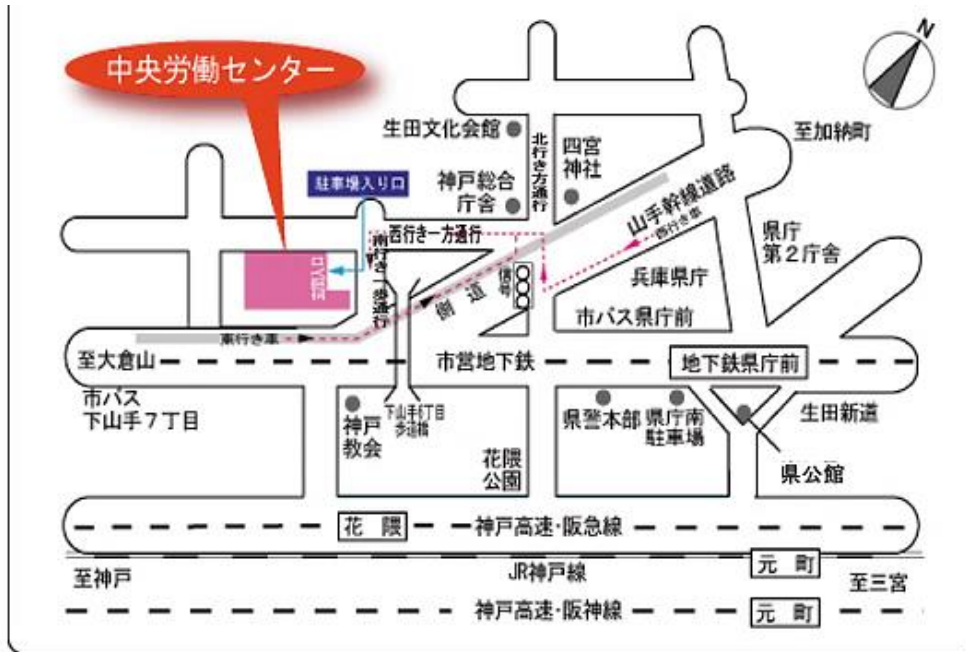 中央労働センター
N
生田文化会館
四宮
神社
至加納町
駐車場入り口
神戸総合
庁舎
北行き方通行
山手幹線道路
西行き車
西行き一方通行
南行き一歩通行
県庁
第2庁舎
側道
信号
兵庫県庁
市バス県庁前
東行き車
至大倉山
市営地下鉄
地下鉄県庁前
市バス
下山手7丁目
神戸
教会
下山手6丁目
歩道橋
花隈
公園
県警本部
県庁南
駐車場
生田新道
県公館
花 隈
神戸高速・阪急線
至神戸
JR神戸線
元 町
至三宮
神戸高速・阪神線
元 町